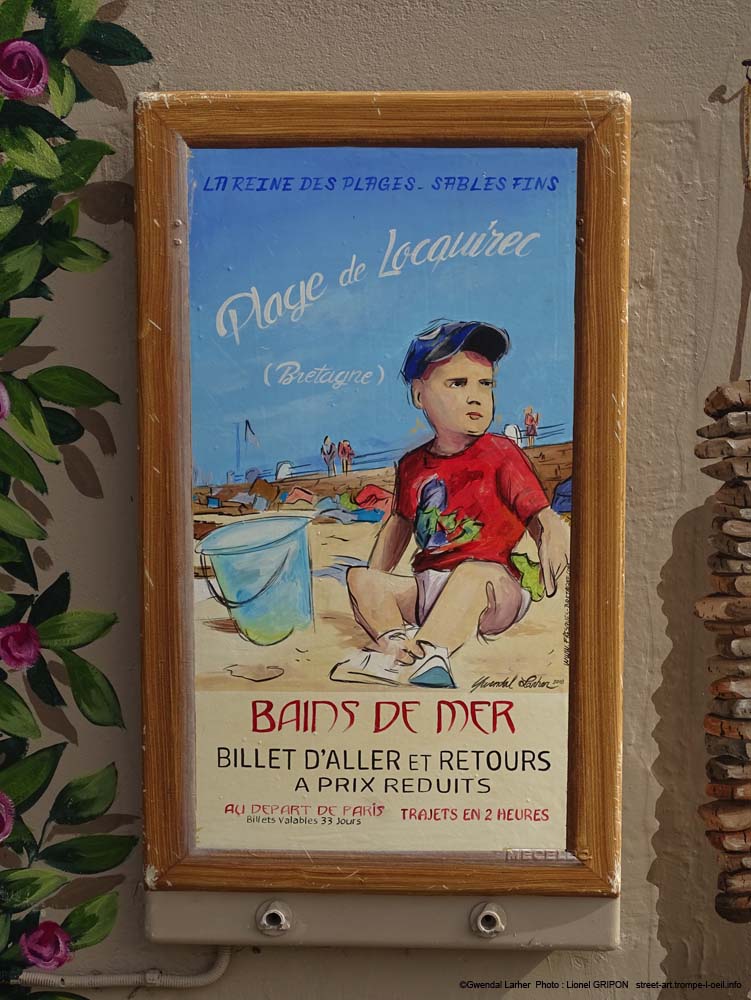 LA REINE DES PLAGES - SABLES FINS
Plage de Locquirec
(Bretagne)
Gwendal Larher
BAINS DE MER
BILLET D'ALLER ET RETOURS
A PRIX REDUITS
AU DEPART DE PARIS TRAJETS EN 2 HEURES
Billets Valables 33 Jours
©Gwendal Larher Photo : Lionel GRIPON street-art.trompe-l-oeil.info